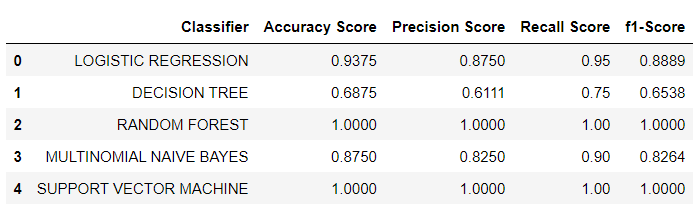 Classifier Accuracy Score Precision Score Recall Score f1-Score
0 LOGISTIC REGRESSION 0.9375 0.8750 0.95 0.8889
1 DECISION TREE 0.6875 0.6111 0.75 0.6538
2 RANDOM FOREST 1.0000 1.0000 1.00 1.0000
3 MULTINOMIAL NAIVE BAYES 0.8750 0.8250 0.90 0.8264
4 SUPPORT VECTOR MACHINE 1.0000 1.0000 1.00 1.0000